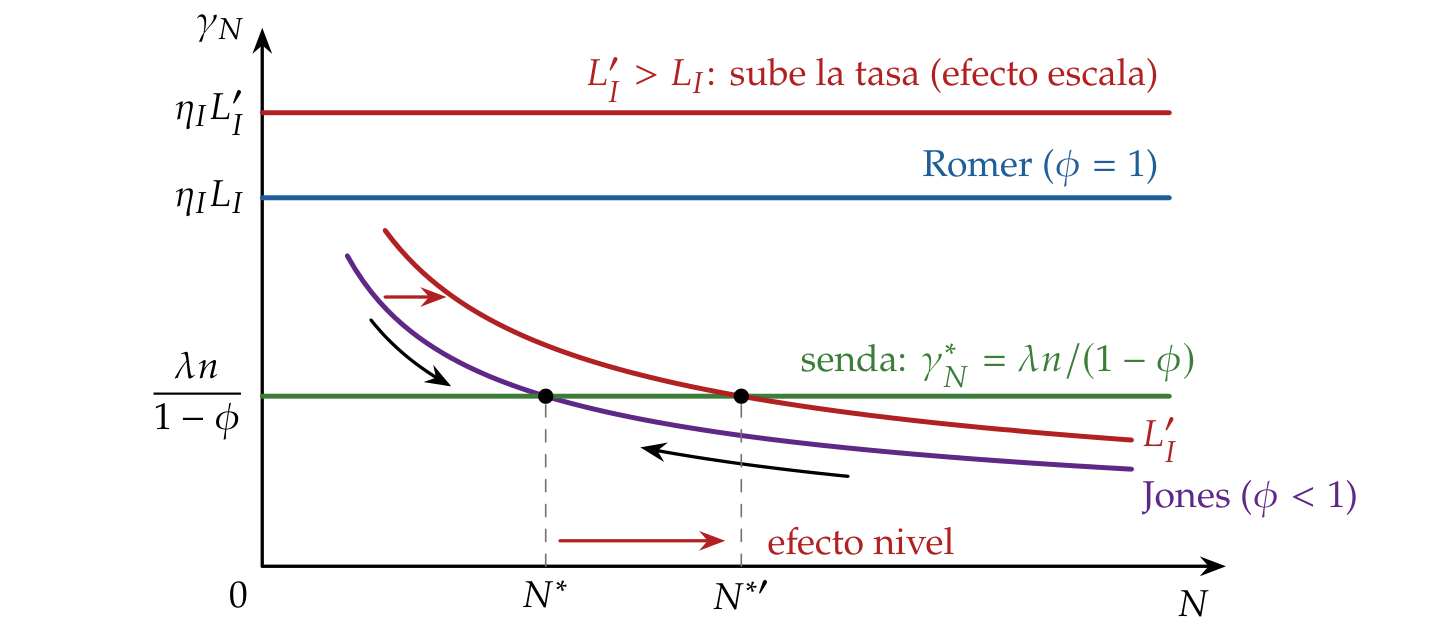 γ_N
L′_I > L_I: sube la tasa (efecto escala)
η_I L′_I
Romer (ϕ = 1)
η_I L_I
senda: γ*_N = λn/(1 − ϕ)
λn
1 − ϕ
L′_I
Jones (ϕ < 1)
efecto nivel
0
N*
N*′
N